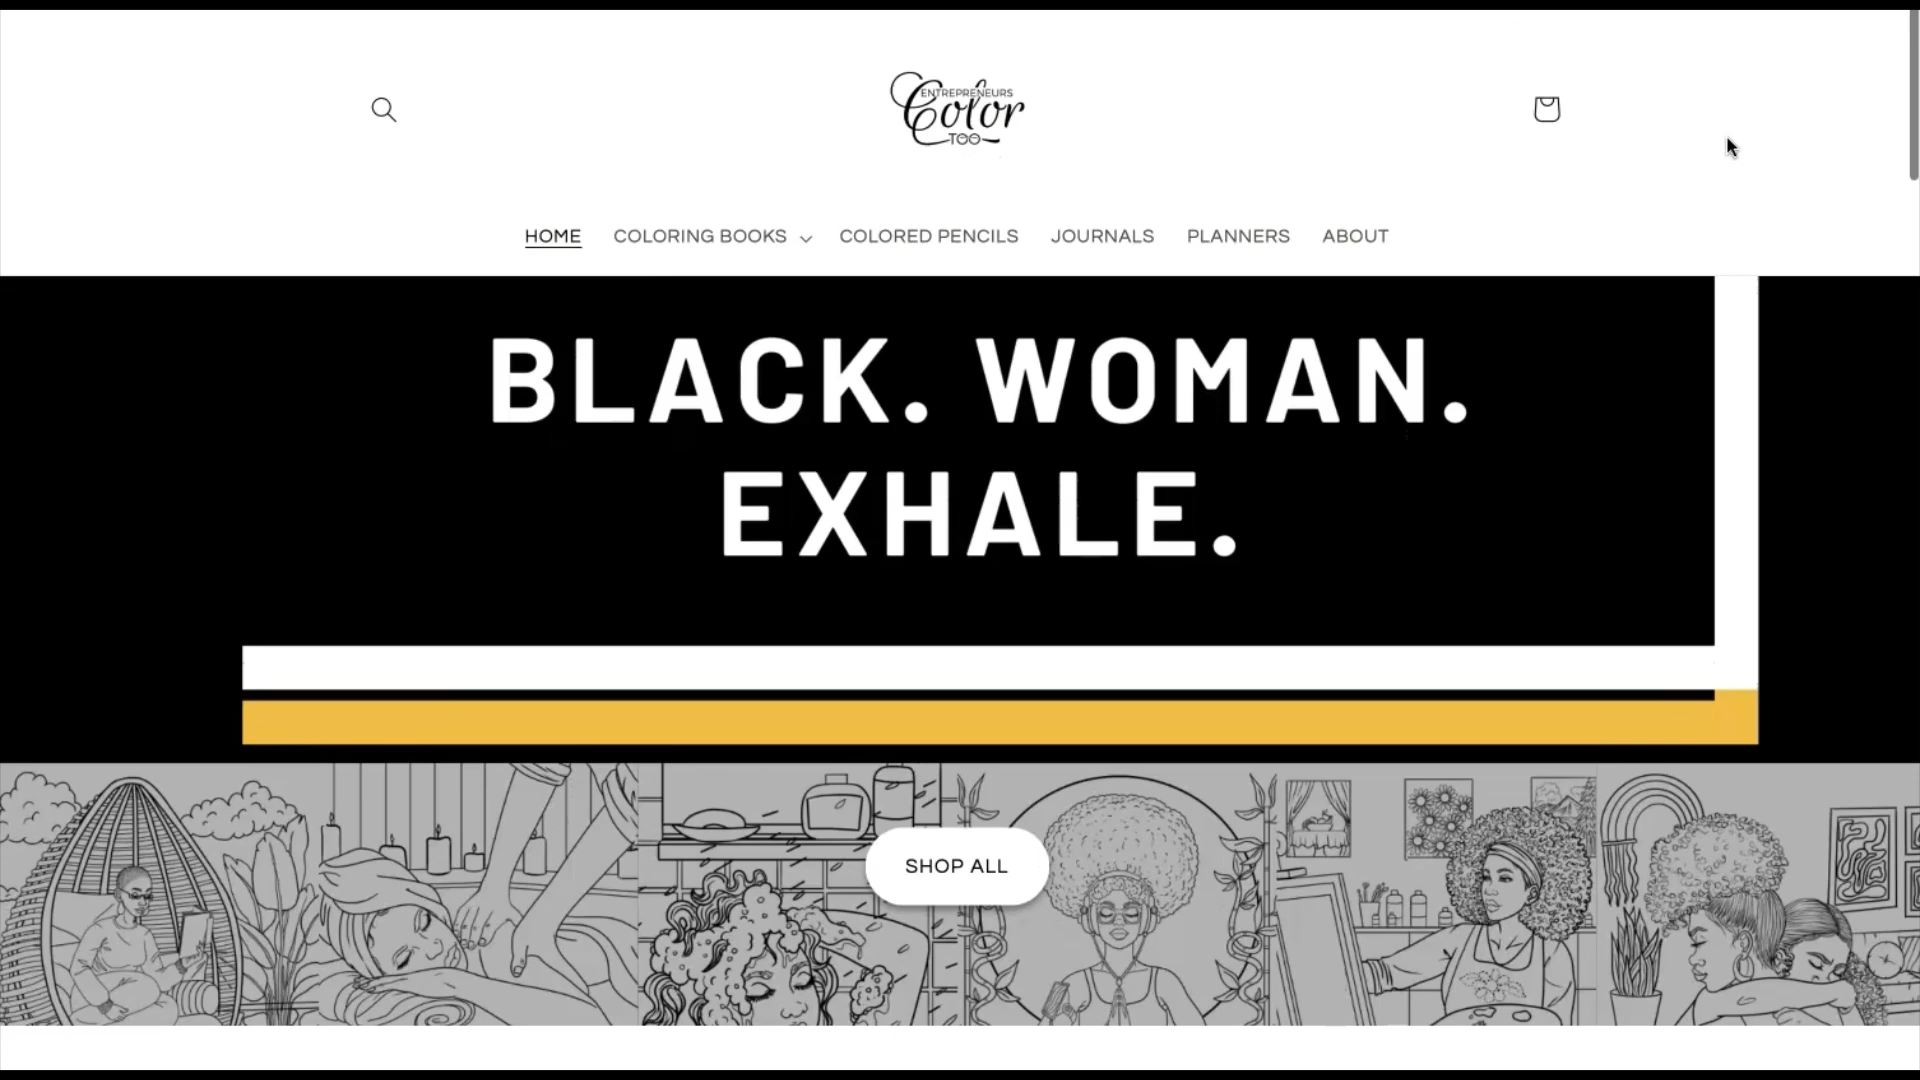 ENTREPRENEURS
Color
TOO
HOME COLORING BOOKS COLORED PENCILS JOURNALS PLANNERS ABOUT
BLACK. WOMAN.
EXHALE.
SHOP ALL